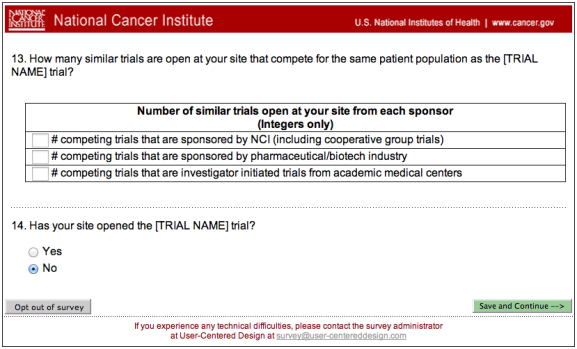 NATIONAL CANCER INSTITUTE National Cancer Institute U.S. National Institutes of Health | www.cancer.gov
13. How many similar trials are open at your site that compete for the same patient population as the [TRIAL
NAME] trial?
Number of similar trials open at your site from each sponsor
(Integers only)
# competing trials that are sponsored by NCI (including cooperative group trials)
# competing trials that are sponsored by pharmaceutical/biotech industry
# competing trials that are investigator initiated trials from academic medical centers
14. Has your site opened the [TRIAL NAME] trial?
Yes
No
Opt out of survey Save and Continue -->
If you experience any technical difficulties, please contact the survey administrator
at User-Centered Design at survey@user-centereddesign.com